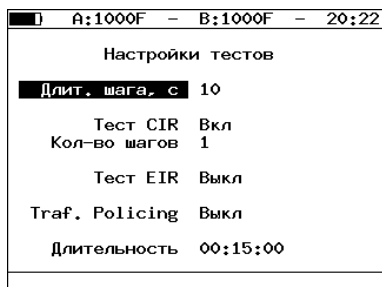 A:1000F – B:1000F – 20:22
Настройки тестов
Длит. шага, с 10
Тест CIR Вкл
Кол-во шагов 1
Тест EIR Выкл
Traf. Policing Выкл
Длительность 00:15:00